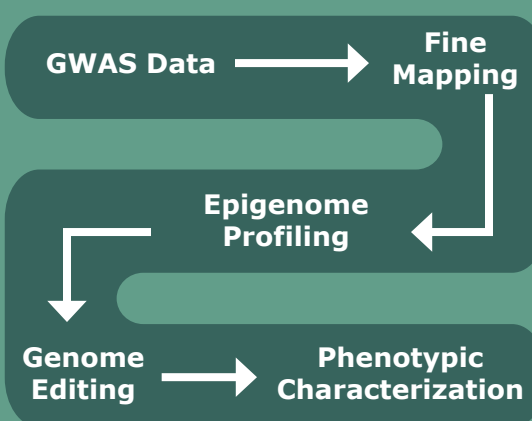 GWAS Data
Fine
Mapping
Epigenome
Profiling
Genome
Editing
Phenotypic
Characterization